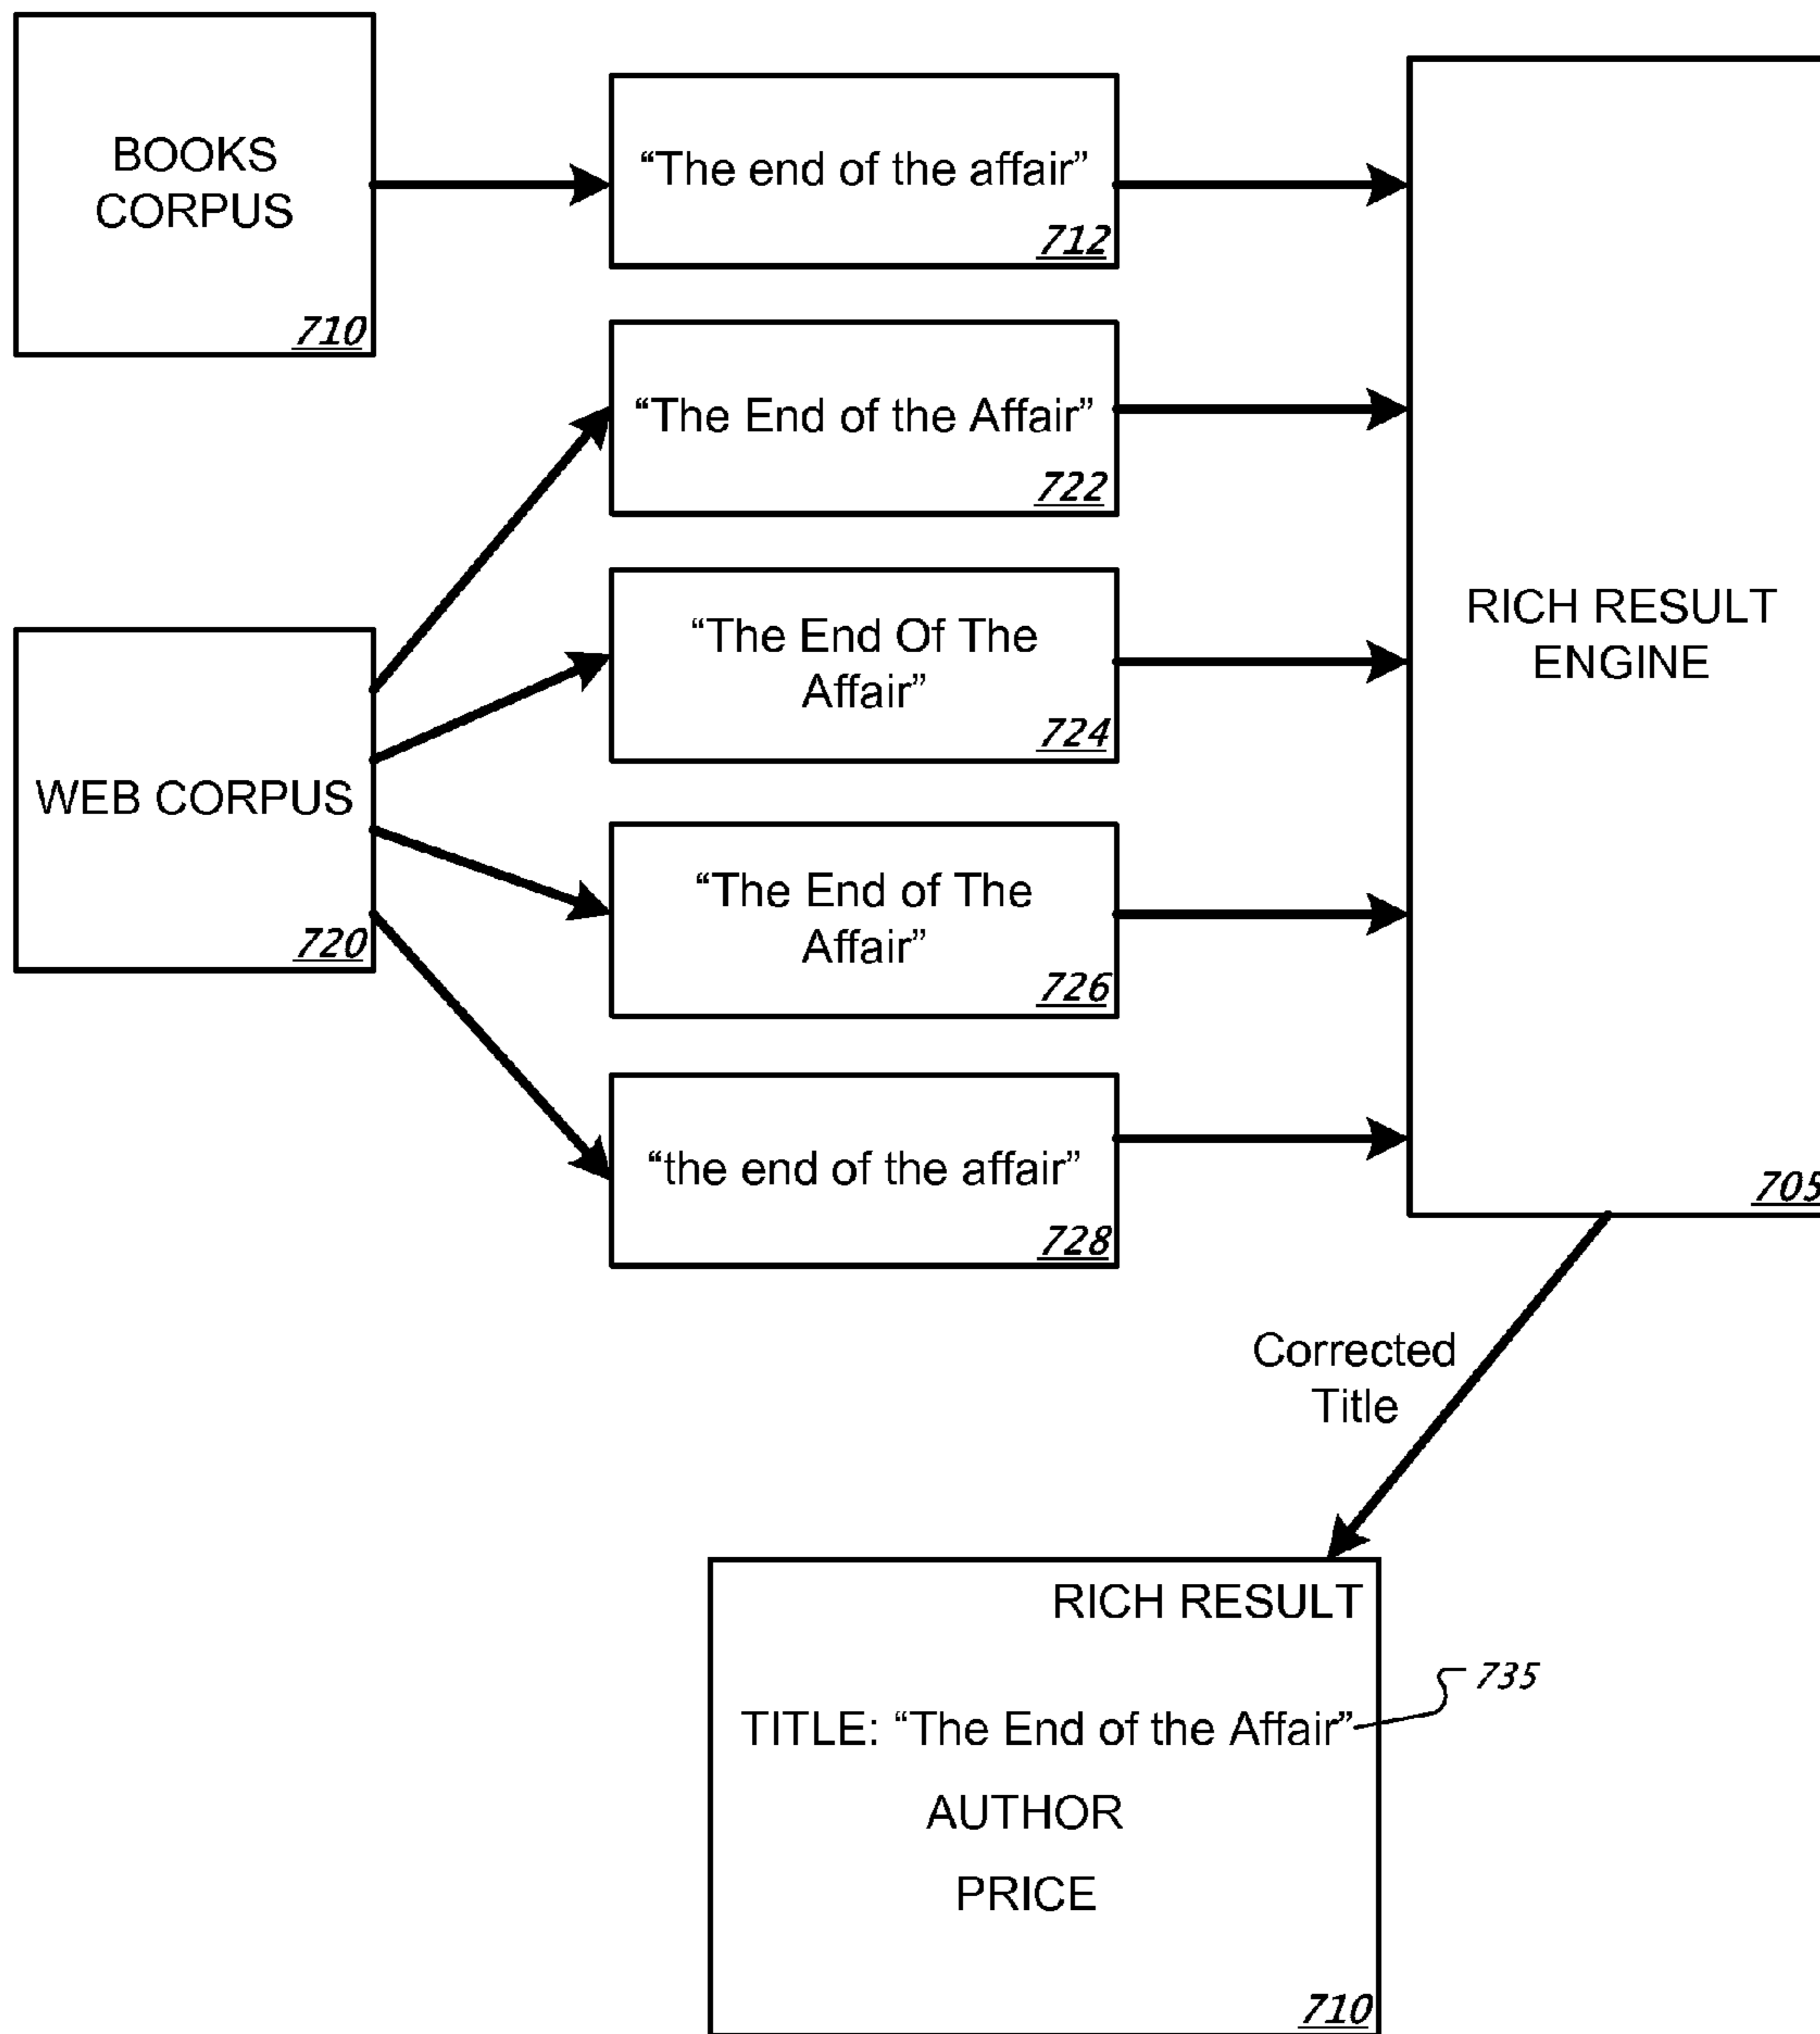 BOOKS
CORPUS
710
“The end of the affair”
712
“The End of the Affair”
722
“The End Of The
Affair”
724
WEB CORPUS
720
“The End of The
Affair”
726
“the end of the affair”
728
RICH RESULT
ENGINE
705
Corrected
Title
RICH RESULT
735
TITLE: “The End of the Affair”
AUTHOR
PRICE
710